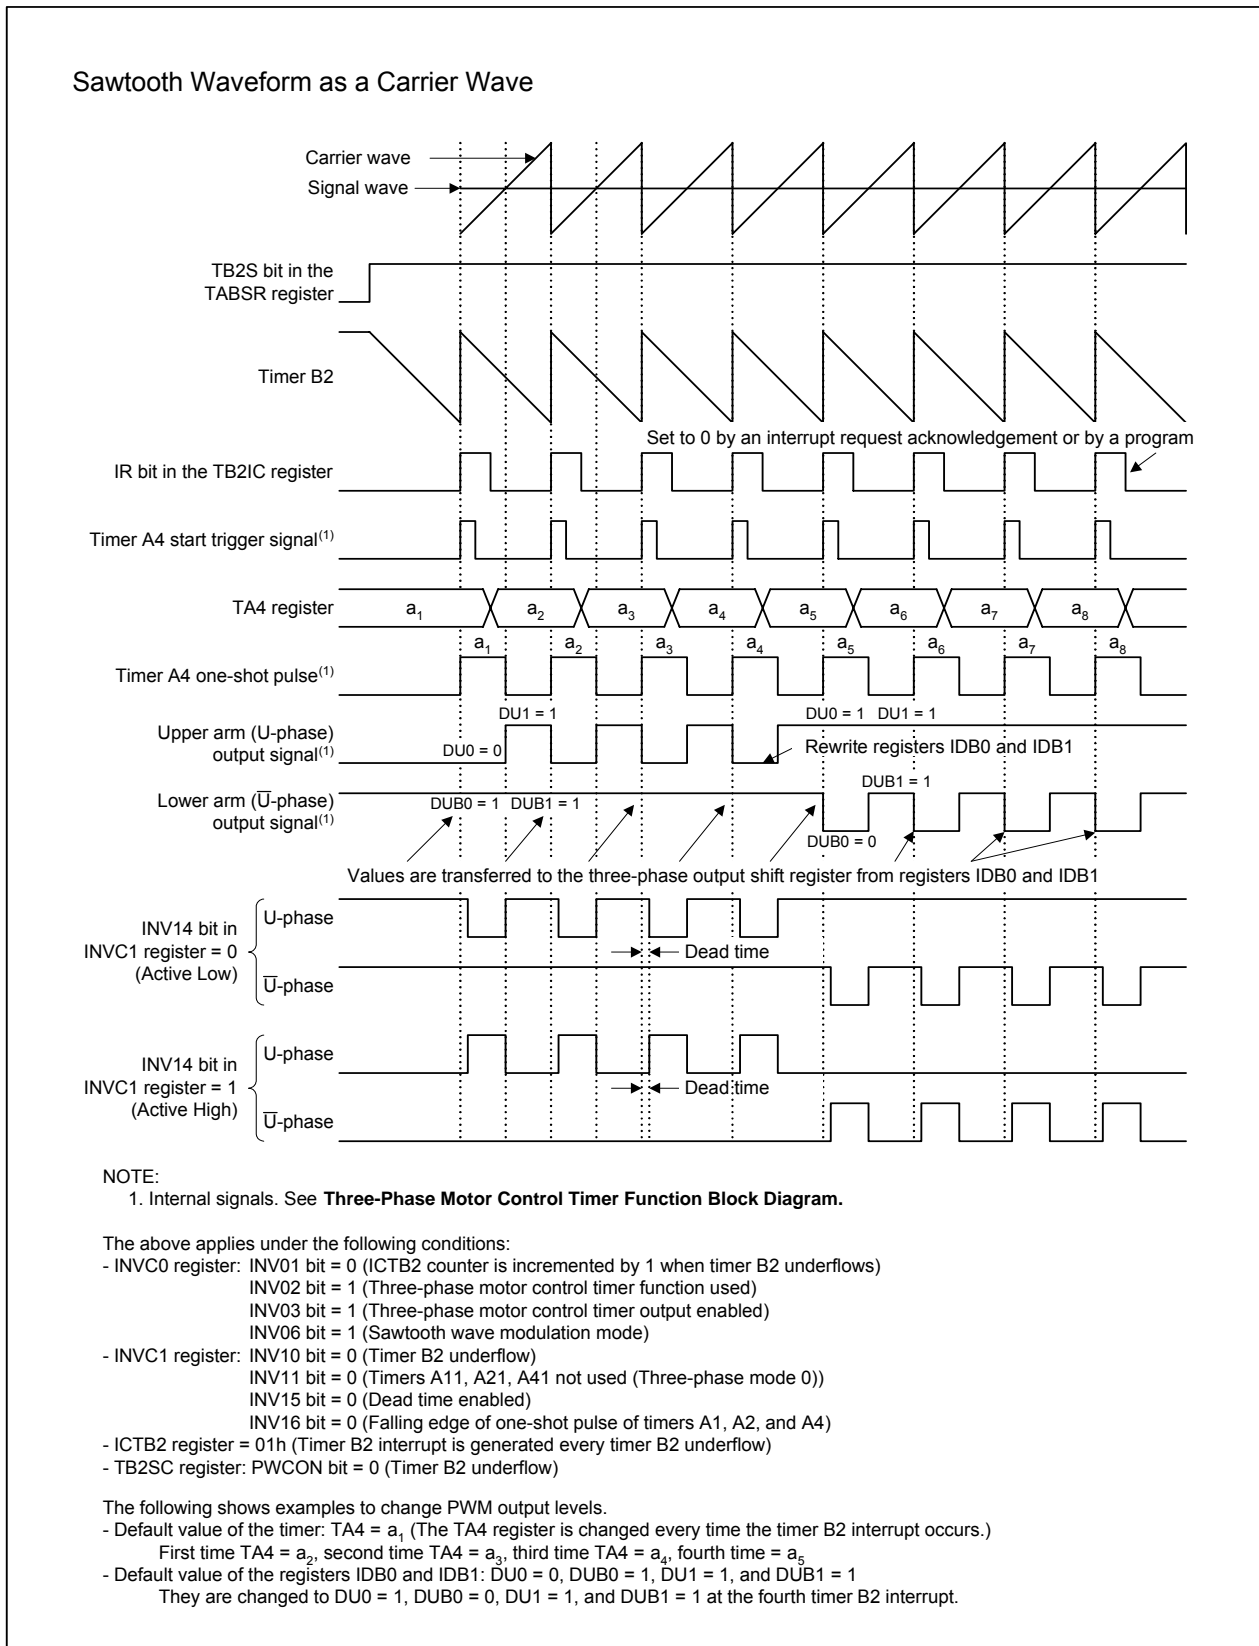 Sawtooth Waveform as a Carrier Wave
Carrier wave
Signal wave
TB2S bit in the
TABSR register
Timer B2
Set to 0 by an interrupt request acknowledgement or by a program
IR bit in the TB2IC register
Timer A4 start trigger signal(1)
TA4 register
a1 a2 a3 a4 a5 a6 a7 a8
a1 a2 a3 a4 a5 a6 a7 a8
Timer A4 one-shot pulse(1)
DU1 = 1 DU0 = 1 DU1 = 1
Upper arm (U-phase)
output signal(1)
DU0 = 0
Rewrite registers IDB0 and IDB1
DUB1 = 1
Lower arm (U̅-phase)
output signal(1)
DUB0 = 1 DUB1 = 1
DUB0 = 0
Values are transferred to the three-phase output shift register from registers IDB0 and IDB1
INV14 bit in
INVC1 register = 0
(Active Low)
U-phase
Dead time
U̅-phase
INV14 bit in
INVC1 register = 1
(Active High)
U-phase
Dead time
U̅-phase
NOTE:
1. Internal signals. See Three-Phase Motor Control Timer Function Block Diagram.
The above applies under the following conditions:
- INVC0 register: INV01 bit = 0 (ICTB2 counter is incremented by 1 when timer B2 underflows)
INV02 bit = 1 (Three-phase motor control timer function used)
INV03 bit = 1 (Three-phase motor control timer output enabled)
INV06 bit = 1 (Sawtooth wave modulation mode)
- INVC1 register: INV10 bit = 0 (Timer B2 underflow)
INV11 bit = 0 (Timers A11, A21, A41 not used (Three-phase mode 0))
INV15 bit = 0 (Dead time enabled)
INV16 bit = 0 (Falling edge of one-shot pulse of timers A1, A2, and A4)
- ICTB2 register = 01h (Timer B2 interrupt is generated every timer B2 underflow)
- TB2SC register: PWCON bit = 0 (Timer B2 underflow)
The following shows examples to change PWM output levels.
- Default value of the timer: TA4 = a1 (The TA4 register is changed every time the timer B2 interrupt occurs.)
First time TA4 = a2, second time TA4 = a3, third time TA4 = a4, fourth time = a5
- Default value of the registers IDB0 and IDB1: DU0 = 0, DUB0 = 1, DU1 = 1, and DUB1 = 1
They are changed to DU0 = 1, DUB0 = 0, DU1 = 1, and DUB1 = 1 at the fourth timer B2 interrupt.